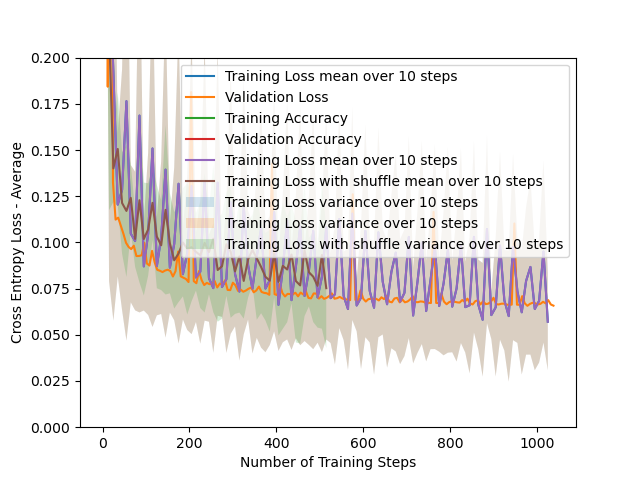 0.200
0.175
0.150
0.125
0.100
0.075
0.050
0.025
0.000
Cross Entropy Loss - Average
Training Loss mean over 10 steps
Validation Loss
Training Accuracy
Validation Accuracy
Training Loss mean over 10 steps
Training Loss with shuffle mean over 10 steps
Training Loss variance over 10 steps
Training Loss variance over 10 steps
Training Loss with shuffle variance over 10 steps
0 200 400 600 800 1000
Number of Training Steps